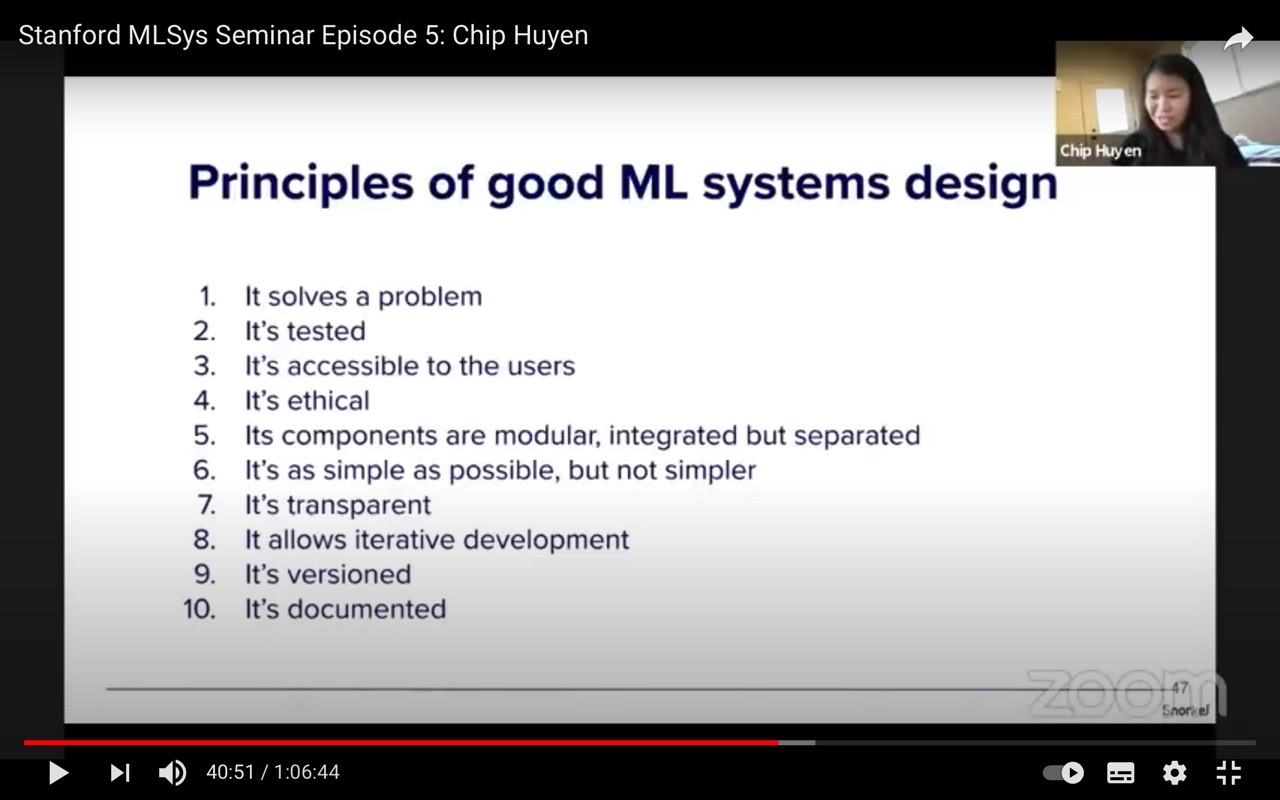 Stanford MLSys Seminar Episode 5: Chip Huyen
Chip Huyen
Principles of good ML systems design
1. It solves a problem
2. It's tested
3. It's accessible to the users
4. It's ethical
5. Its components are modular, integrated but separated
6. It's as simple as possible, but not simpler
7. It's transparent
8. It allows iterative development
9. It's versioned
10. It's documented
zoom
47
Snorkel
40:51 / 1:06:44